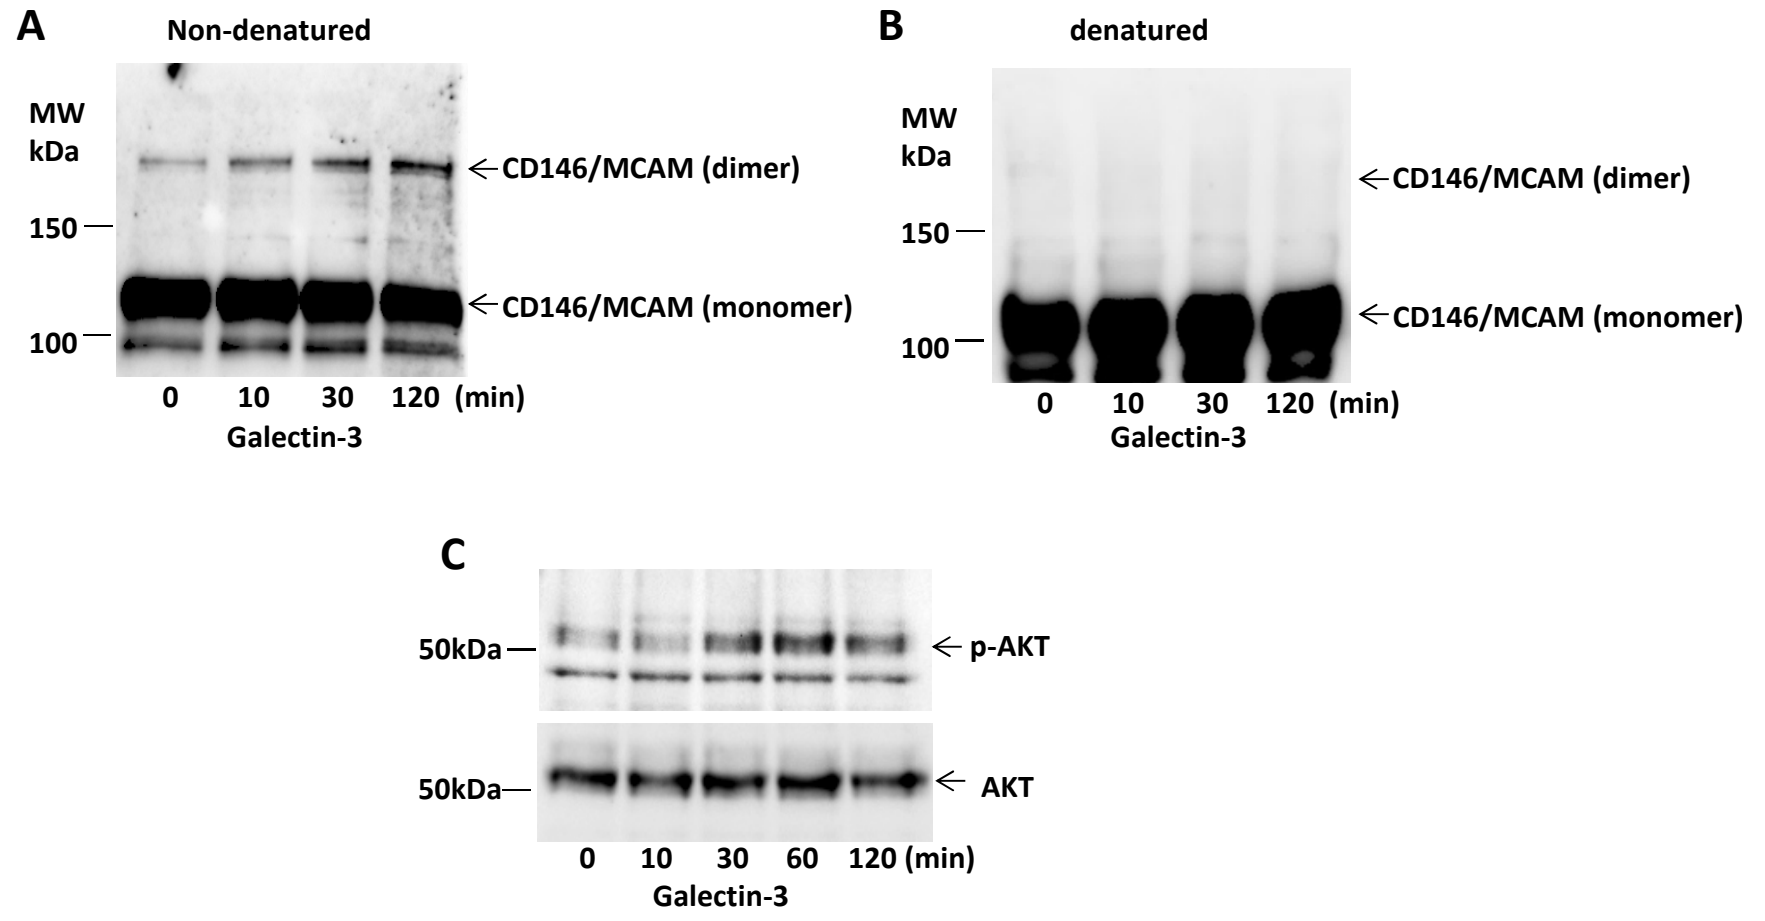 A
Non-denatured
MW
kDa
CD146/MCAM (dimer)
150
CD146/MCAM (monomer)
100
0 10 30 120 (min)
Galectin-3
B
denatured
MW
kDa
CD146/MCAM (dimer)
150
CD146/MCAM (monomer)
100
0 10 30 120 (min)
Galectin-3
C
50kDa
p-AKT
50kDa
AKT
0 10 30 60 120 (min)
Galectin-3